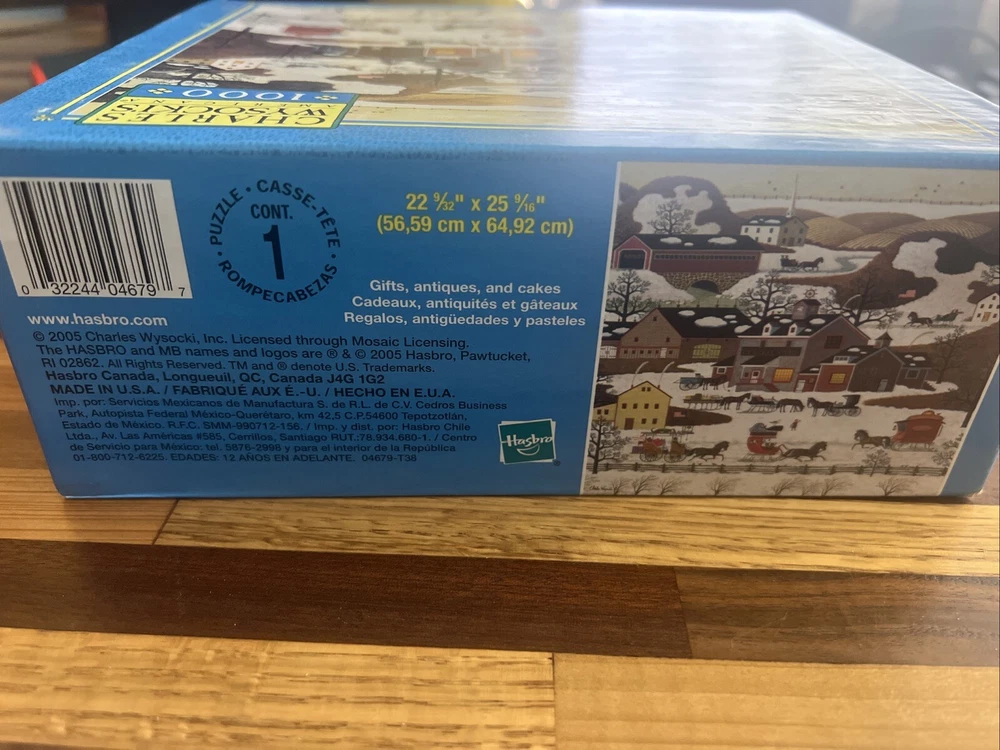 CHARLES
WYSOCKI'S
AMERICANA
1000
0 32244 04679 7
PUZZLE • CASSE-TÊTE • ROMPECABEZAS •
CONT.
1
22 9/32" x 25 9/16"
(56,59 cm x 64,92 cm)
Gifts, antiques, and cakes
Cadeaux, antiquités et gâteaux
Regalos, antigüedades y pasteles
www.hasbro.com
© 2005 Charles Wysocki, Inc. Licensed through Mosaic Licensing.
The HASBRO and MB names and logos are ® & © 2005 Hasbro, Pawtucket,
RI 02862. All Rights Reserved. TM and ® denote U.S. Trademarks.
Hasbro Canada, Longueuil, QC, Canada J4G 1G2
MADE IN U.S.A. / FABRIQUÉ AUX É.-U. / HECHO EN E.U.A.
Imp. por: Servicios Mexicanos de Manufactura S. de R.L. de C.V. Cedros Business
Park, Autopista Federal México-Querétaro, km 42,5 C.P.54600 Tepotzotlán,
Estado de México. R.F.C. SMM-990712-156. / Imp. y dist. por: Hasbro Chile
Ltda., Av. Las Américas #585, Cerrillos, Santiago RUT.:78.934.680-1. / Centro
de Servicio para México: tel. 5876-2998 y para el interior de la República
01-800-712-6225. EDADES: 12 AÑOS EN ADELANTE. 04679-T38
Hasbro